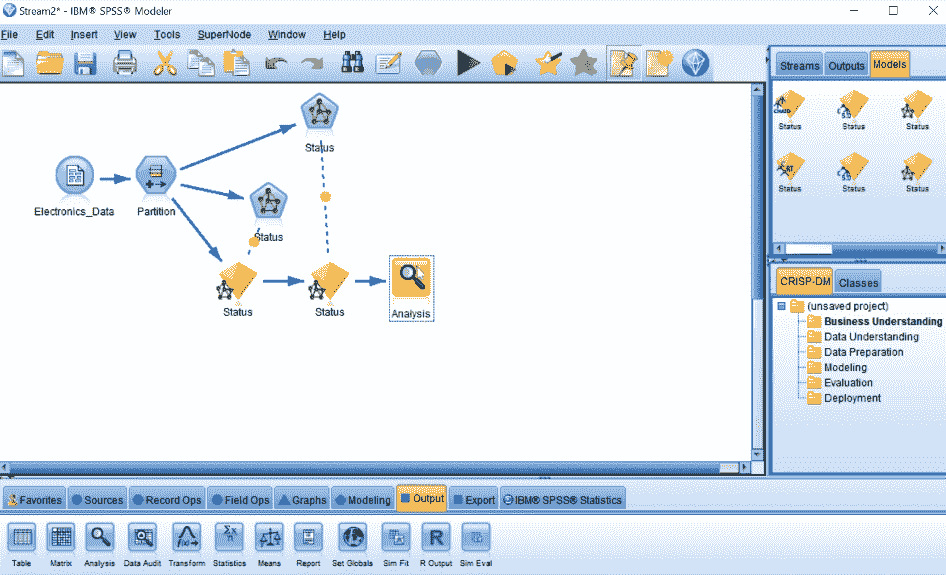 Stream2* - IBM® SPSS® Modeler
File Edit Insert View Tools SuperNode Window Help
Streams Outputs Models
Status Status Status
Status Status Status
Status
Electronics_Data Partition
Status
Status Status Analysis
CRISP-DM Classes
(unsaved project)
Business Understanding
Data Understanding
Data Preparation
Modeling
Evaluation
Deployment
Favorites Sources Record Ops Field Ops Graphs Modeling Output Export IBM® SPSS® Statistics
Table Matrix Analysis Data Audit Transform Statistics Means Report Set Globals Sim Fit R Output Sim Eval